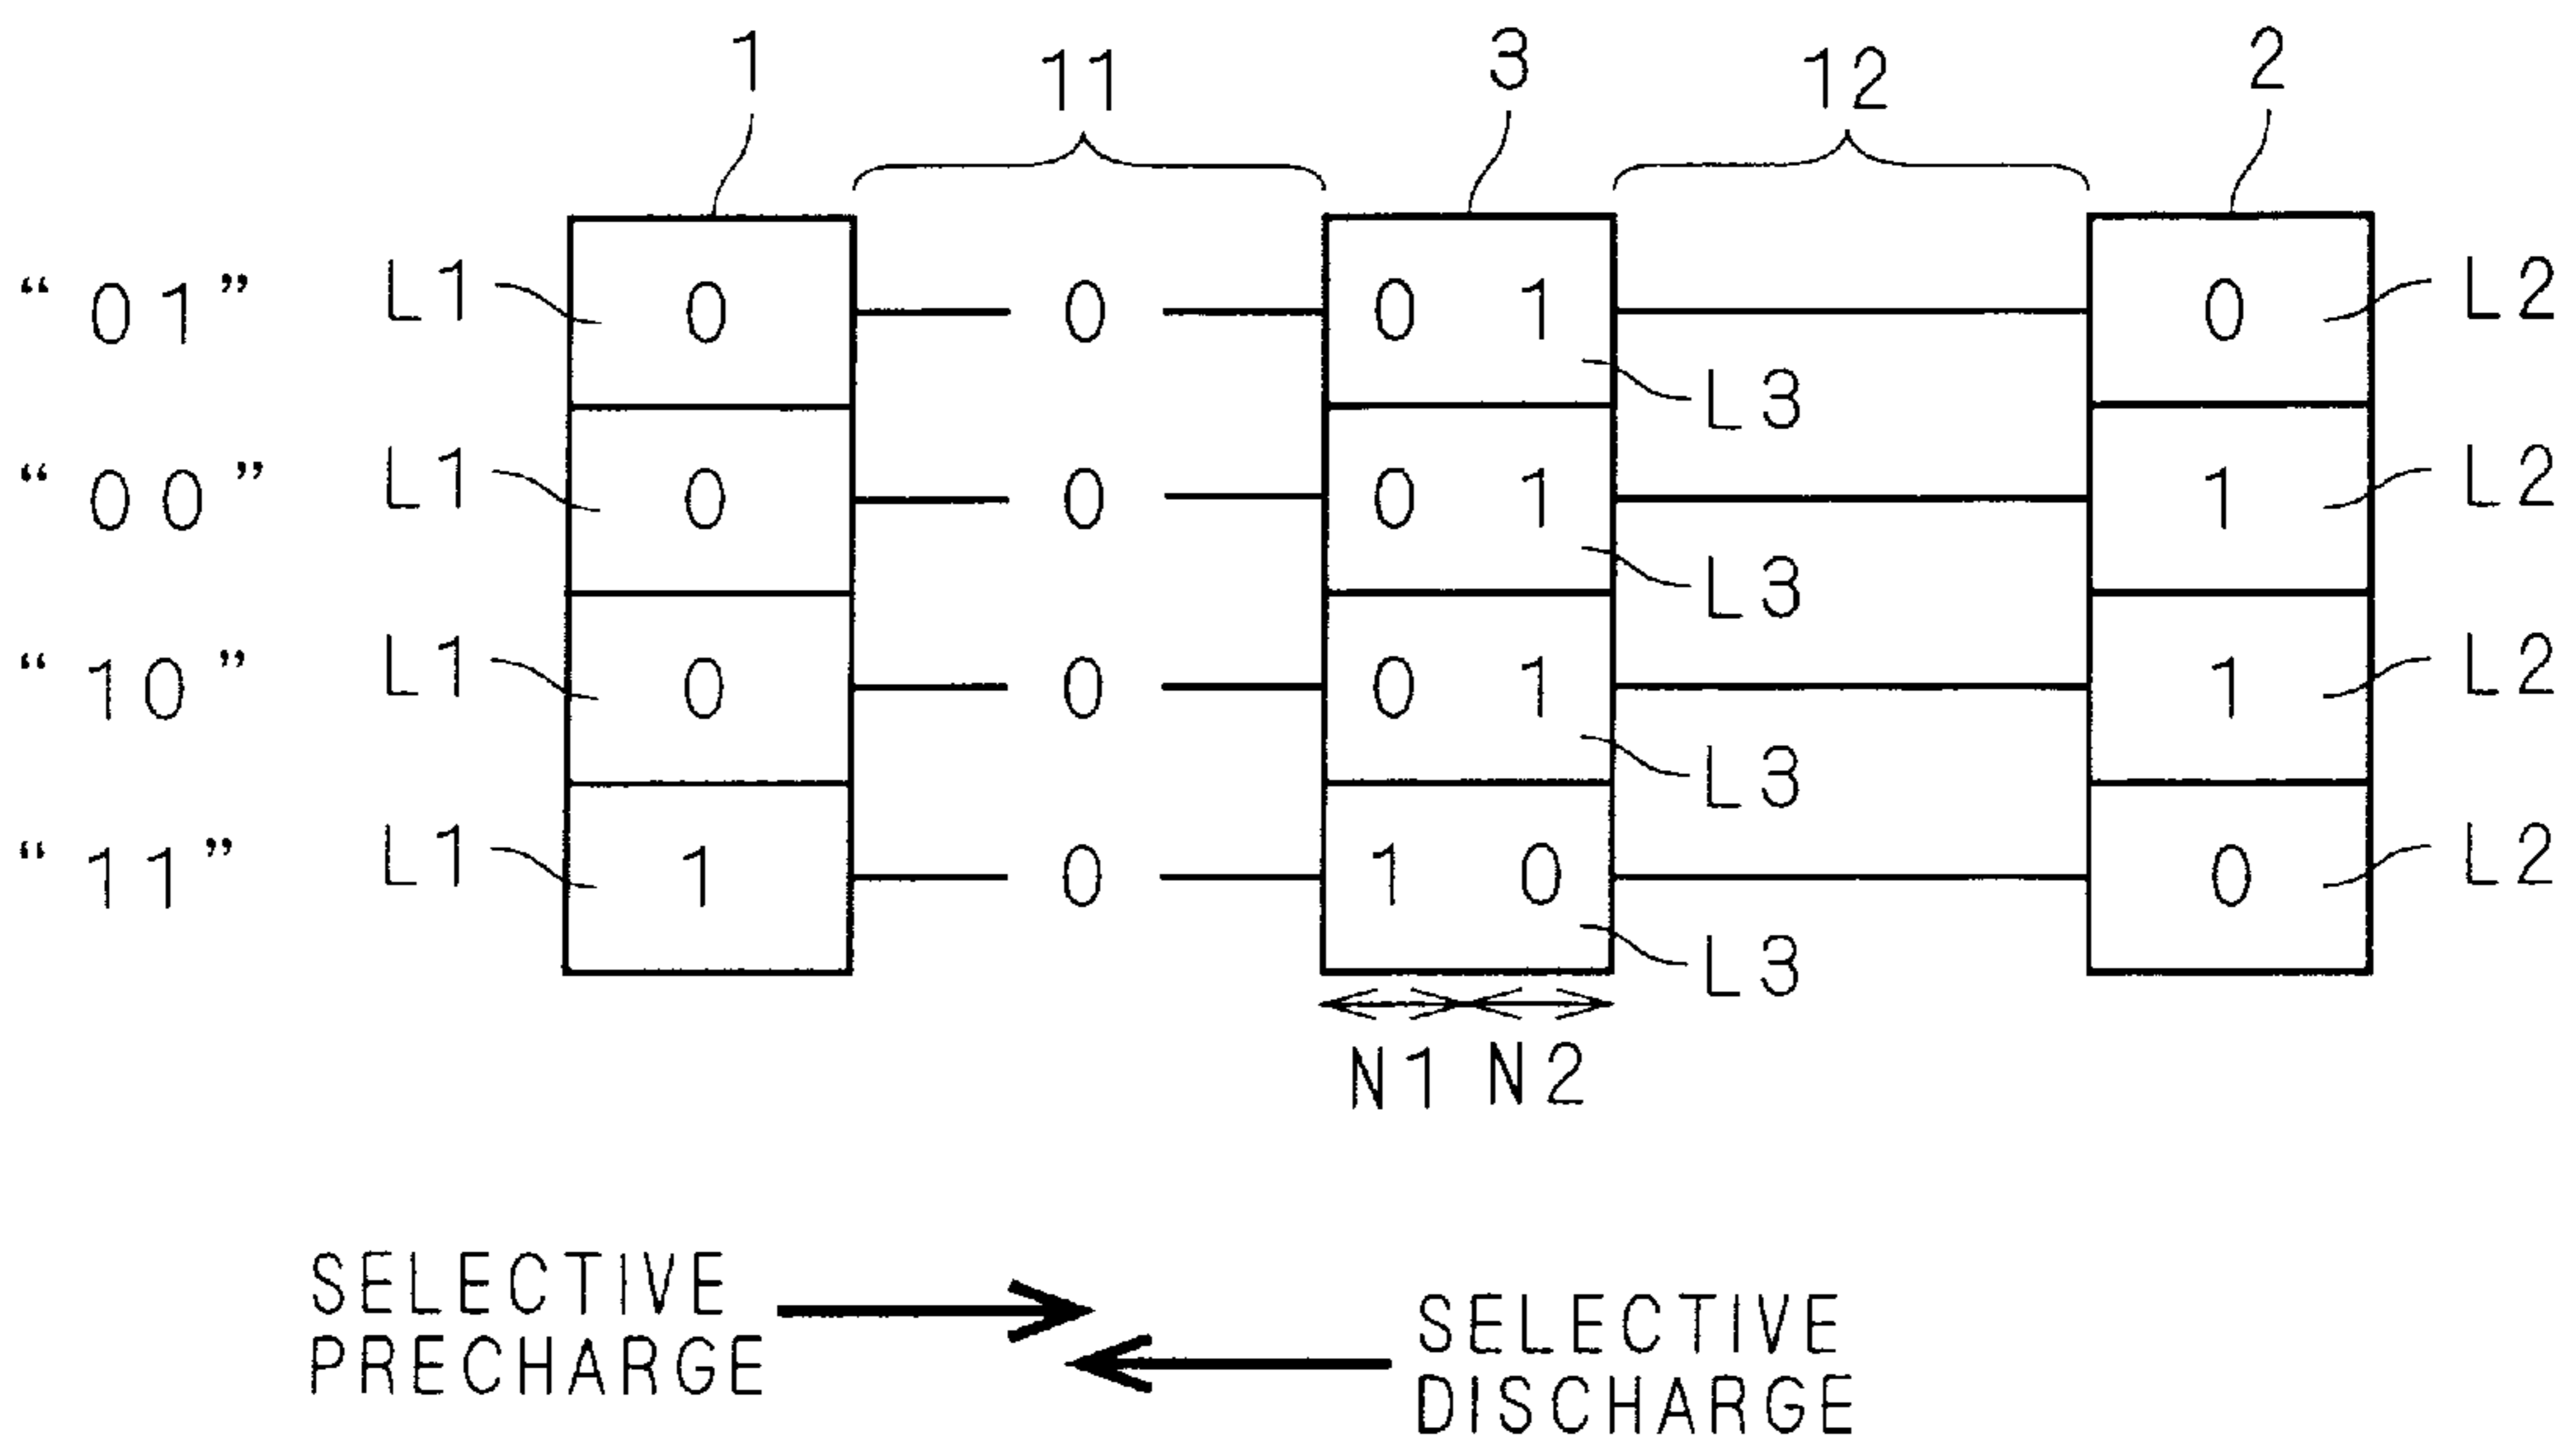 1 11 3 12 2
“01” L1 0 0 0 1 0 L2
L3
“00” L1 0 0 0 1 1 L2
L3
“10” L1 0 0 0 1 1 L2
L3
“11” L1 1 0 1 0 0 L2
L3
N1 N2
SELECTIVE
PRECHARGE
SELECTIVE
DISCHARGE